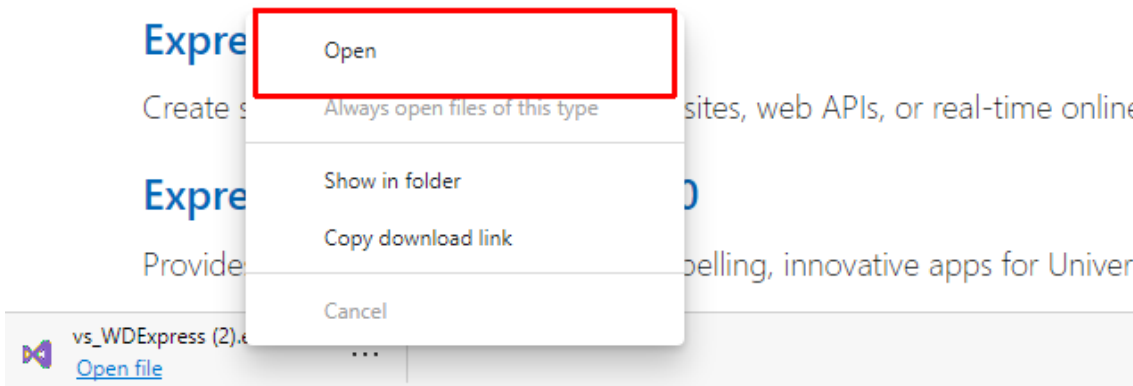 Expre
Open
Create s
Always open files of this type
sites, web APIs, or real-time online
Show in folder
Expre
0
Copy download link
Provide
pelling, innovative apps for Univer
Cancel
vs_WDExpress (2).e
...
Open file